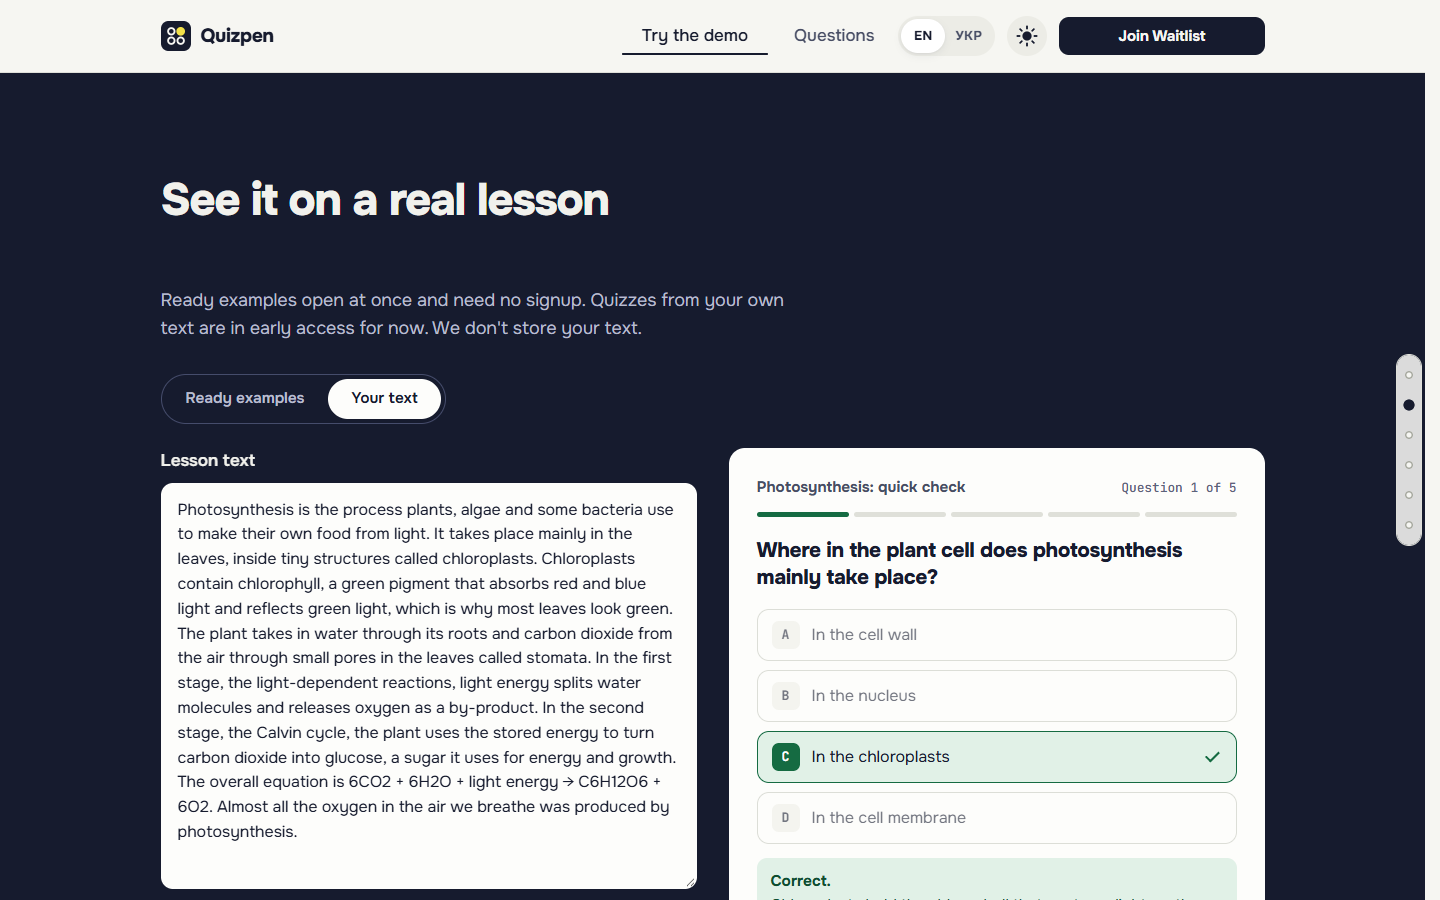 Quizpen
Try the demo
Questions
EN
УКР
Join Waitlist
See it on a real lesson
Ready examples open at once and need no signup. Quizzes from your own
text are in early access for now. We don't store your text.
Ready examples
Your text
Lesson text
Photosynthesis is the process plants, algae and some bacteria use
to make their own food from light. It takes place mainly in the
leaves, inside tiny structures called chloroplasts. Chloroplasts
contain chlorophyll, a green pigment that absorbs red and blue
light and reflects green light, which is why most leaves look green.
The plant takes in water through its roots and carbon dioxide from
the air through small pores in the leaves called stomata. In the first
stage, the light-dependent reactions, light energy splits water
molecules and releases oxygen as a by-product. In the second
stage, the Calvin cycle, the plant uses the stored energy to turn
carbon dioxide into glucose, a sugar it uses for energy and growth.
The overall equation is 6CO2 + 6H2O + light energy → C6H12O6 +
6O2. Almost all the oxygen in the air we breathe was produced by
photosynthesis.
Photosynthesis: quick check
Question 1 of 5
Where in the plant cell does photosynthesis
mainly take place?
A In the cell wall
B In the nucleus
C In the chloroplasts
D In the cell membrane
Correct.